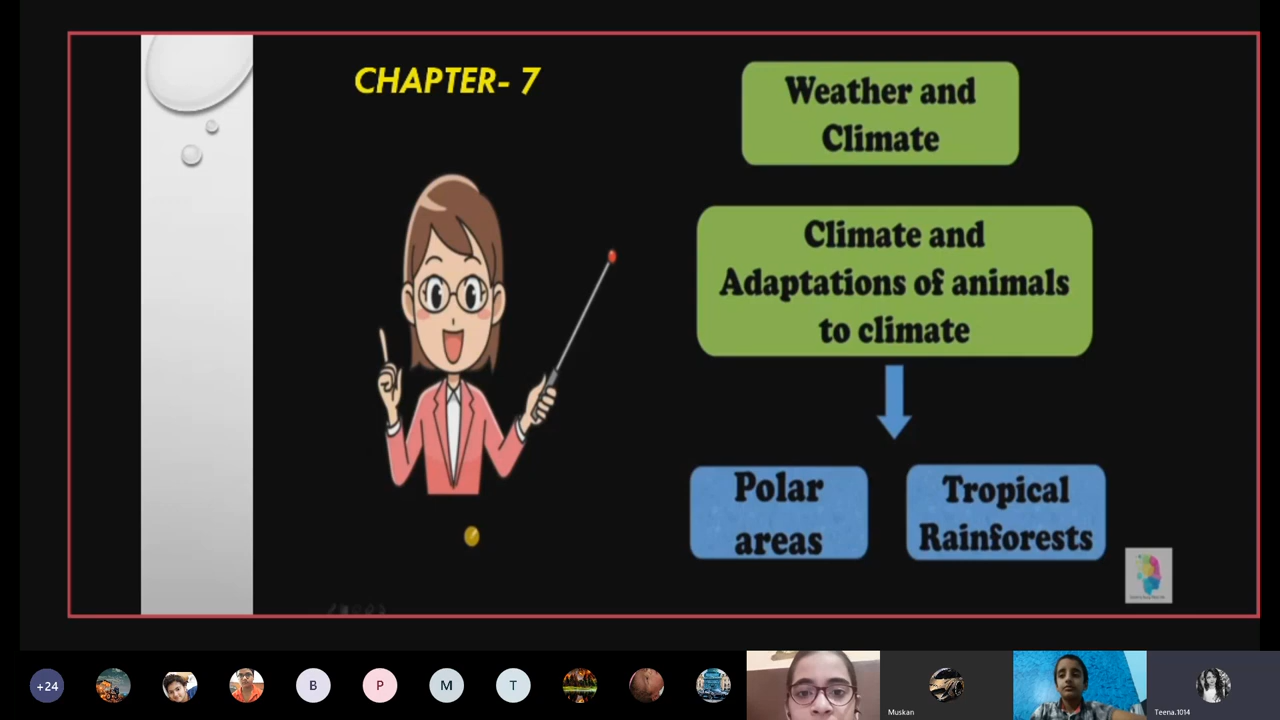 CHAPTER- 7
Weather and
Climate
Climate and
Adaptations of animals
to climate
Polar
areas
Tropical
Rainforests
+24
B
P
M
T
Muskan
Teena.1014